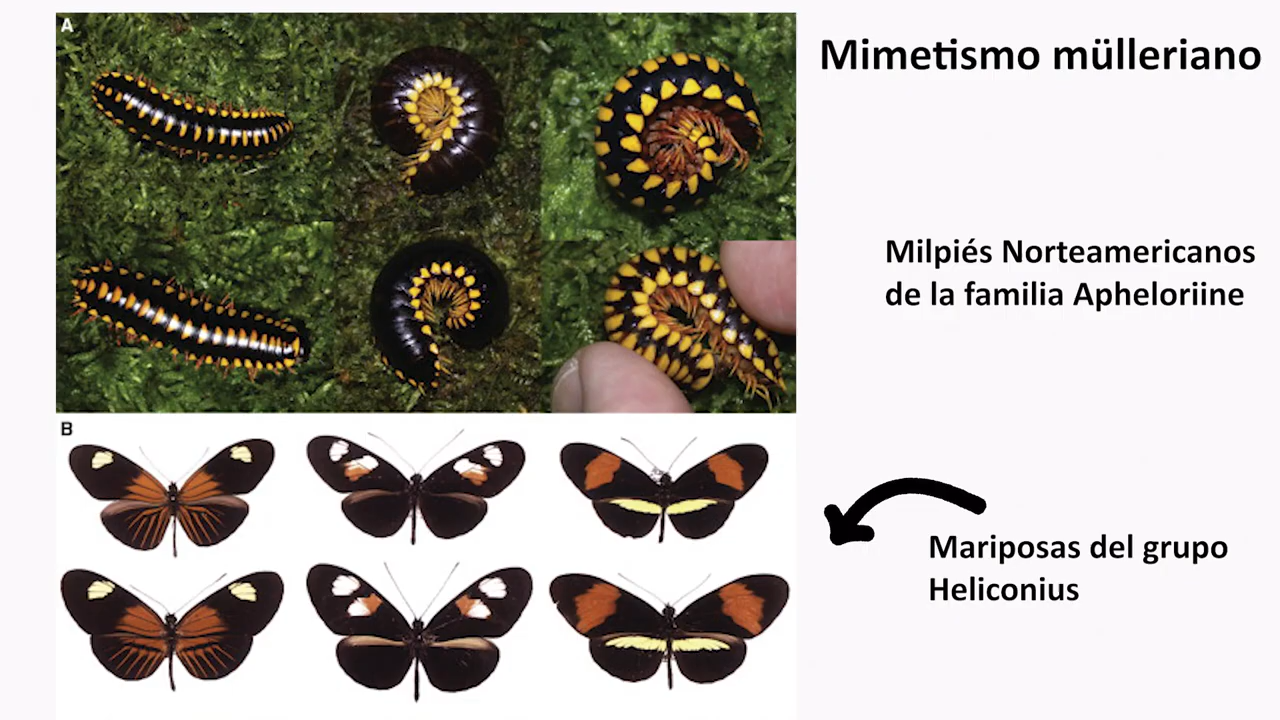 A
Mimetismo mülleriano
Milpiés Norteamericanos
de la familia Apheloriine
B
Mariposas del grupo
Heliconius